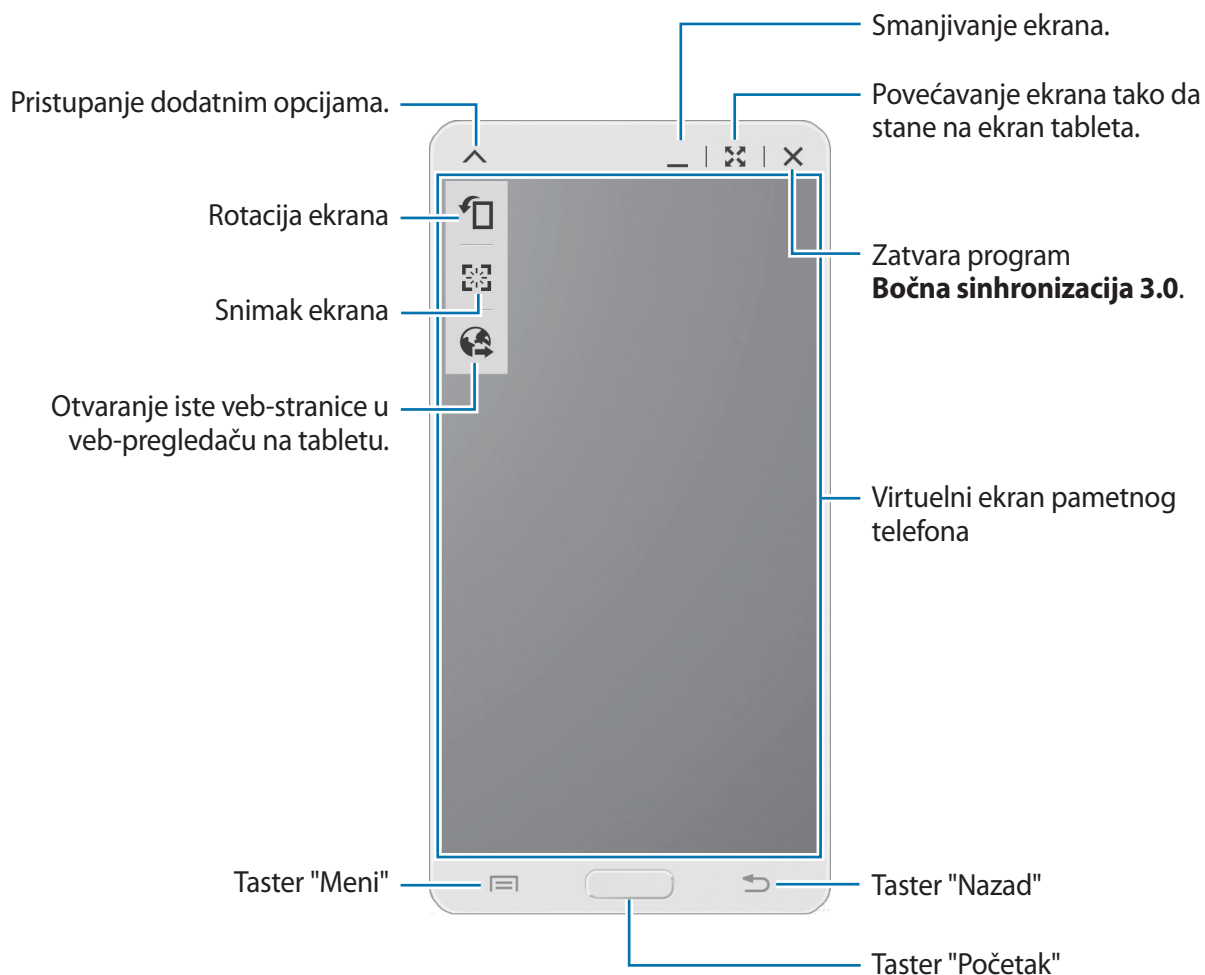 Smanjivanje ekrana.
Pristupanje dodatnim opcijama.
Povećavanje ekrana tako da
stane na ekran tableta.
Rotacija ekrana
Zatvara program
Bočna sinhronizacija 3.0.
Snimak ekrana
Otvaranje iste veb-stranice u
veb-pregledaču na tabletu.
Virtuelni ekran pametnog
telefona
Taster "Meni"
Taster "Nazad"
Taster "Početak"